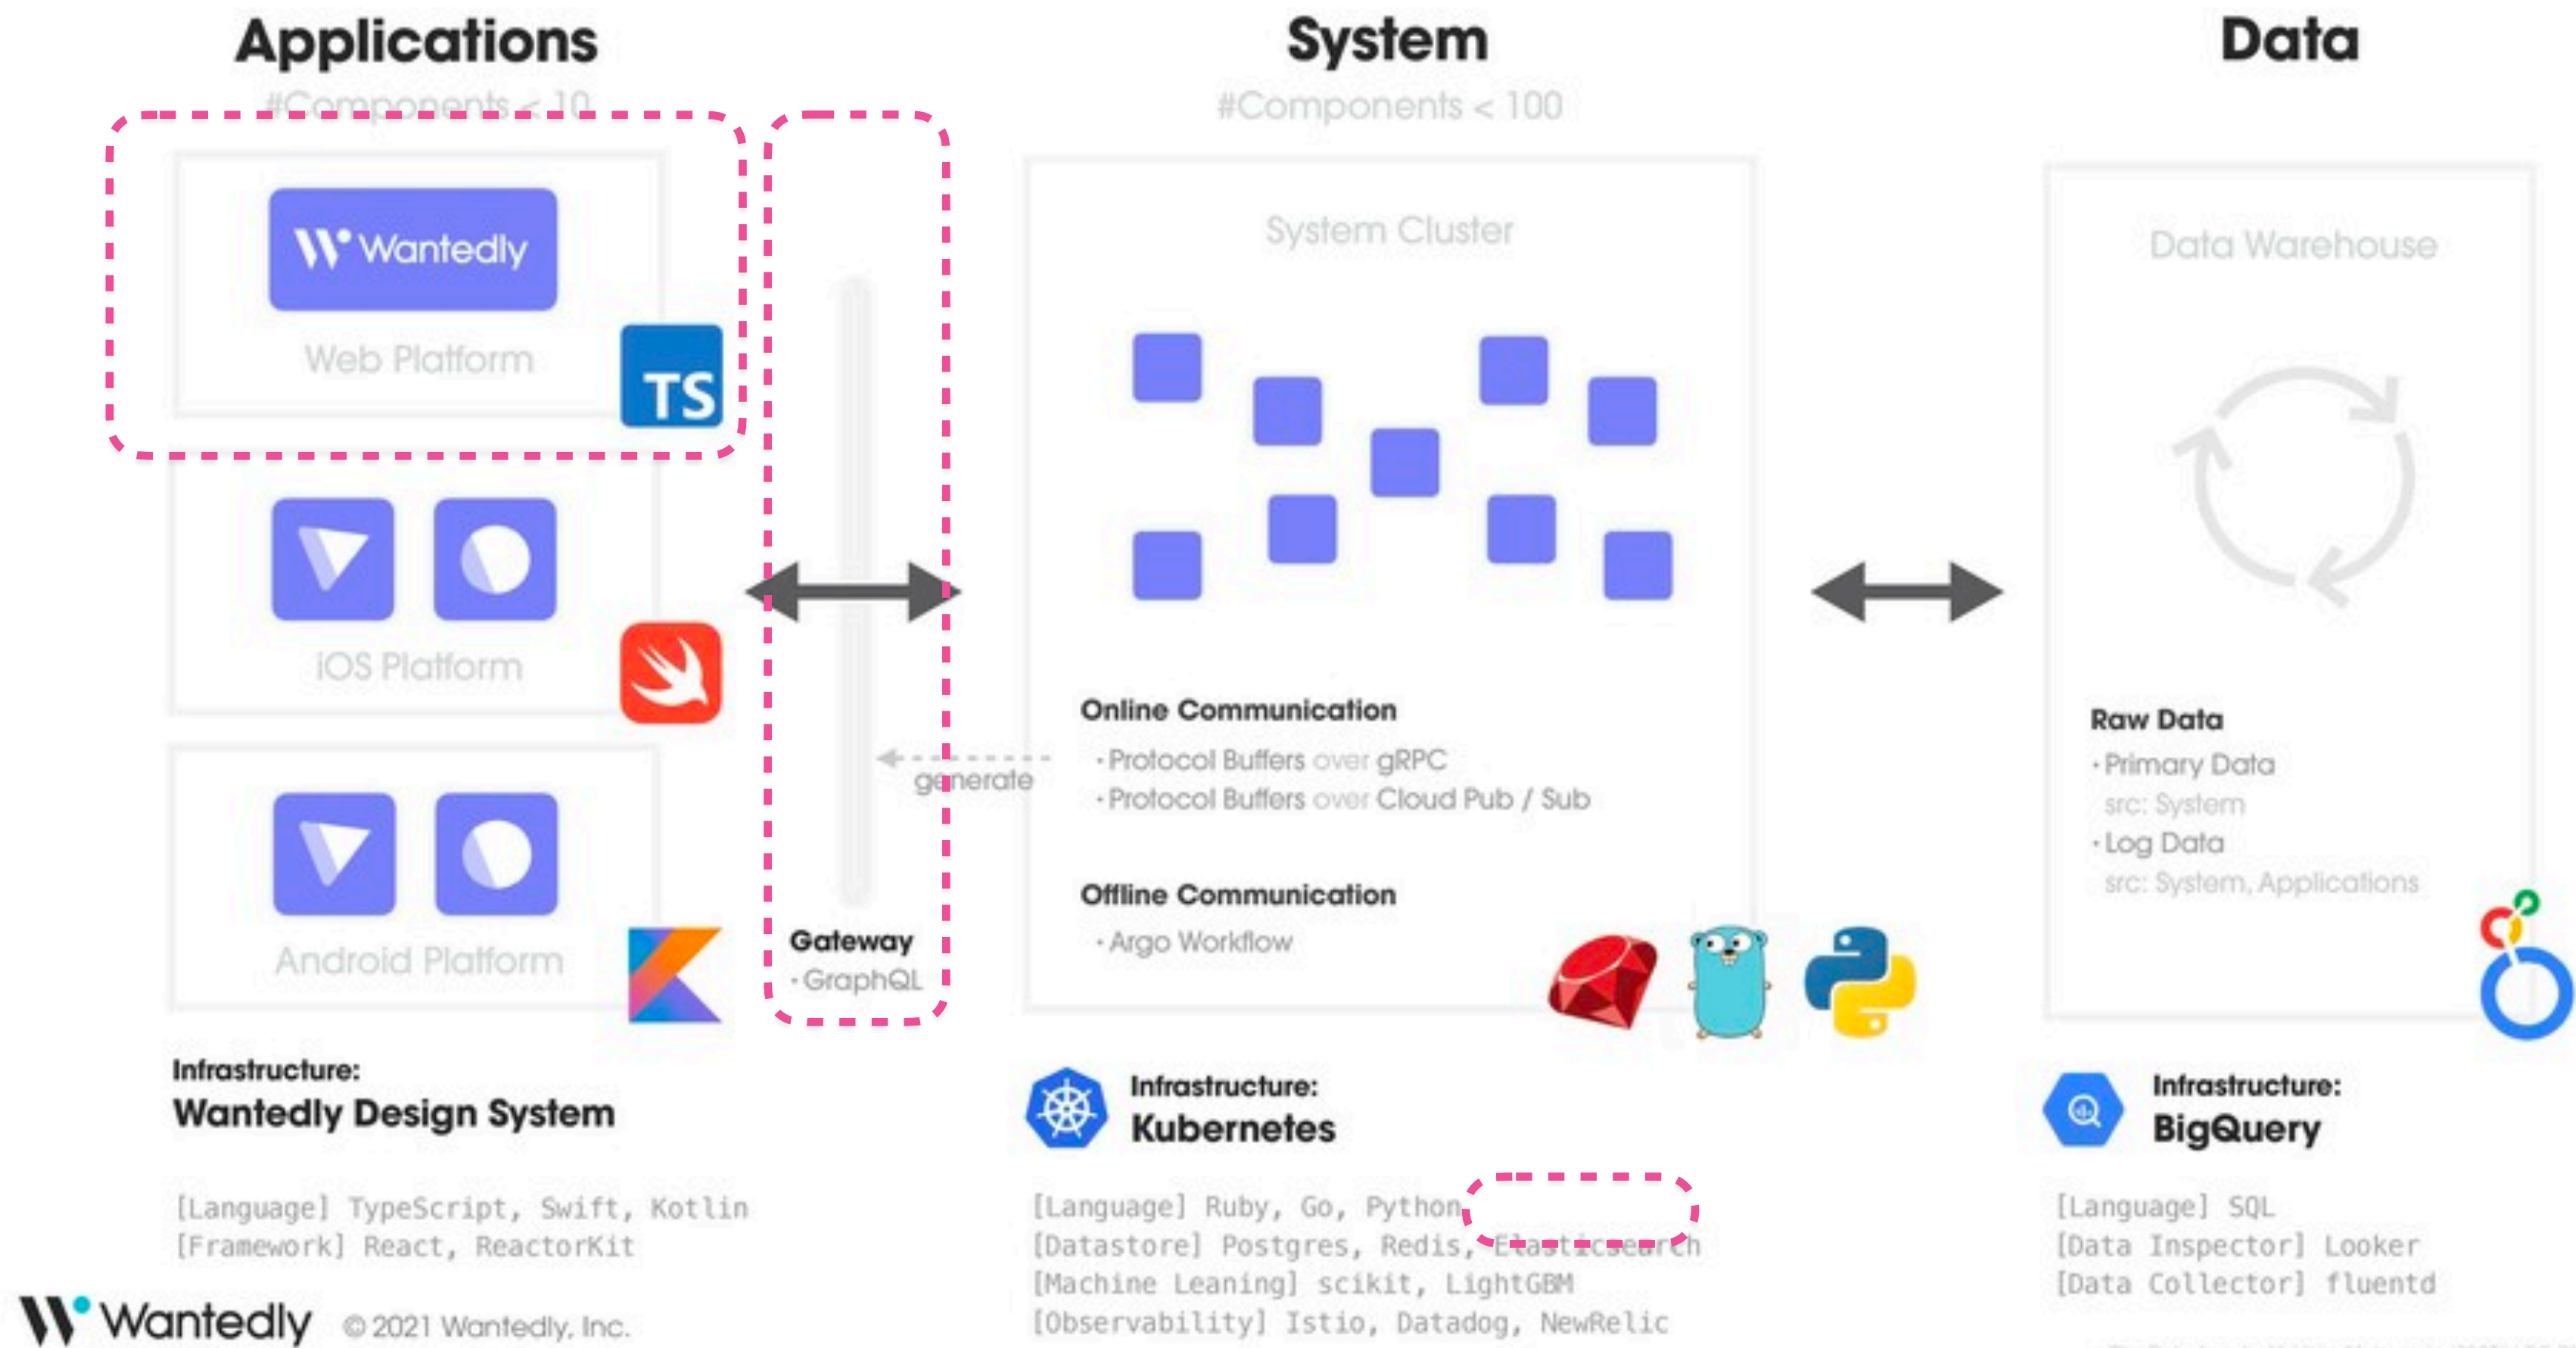 Applications
#Components < 10
Wantedly
Web Platform
TS
iOS Platform
Android Platform
Infrastructure:
Wantedly Design System
[Language] TypeScript, Swift, Kotlin
[Framework] React, ReactorKit
generate
Gateway
・GraphQL
System
#Components < 100
System Cluster
Online Communication
・Protocol Buffers over gRPC
・Protocol Buffers over Cloud Pub / Sub
Offline Communication
・Argo Workflow
Infrastructure:
Kubernetes
[Language] Ruby, Go, Python
[Datastore] Postgres, Redis, Elasticsearch
[Machine Leaning] scikit, LightGBM
[Observability] Istio, Datadog, NewRelic
Data
Data Warehouse
Raw Data
・Primary Data
src: System
・Log Data
src: System, Applications
Infrastructure:
BigQuery
[Language] SQL
[Data Inspector] Looker
[Data Collector] fluentd
Wantedly © 2021 Wantedly, Inc.